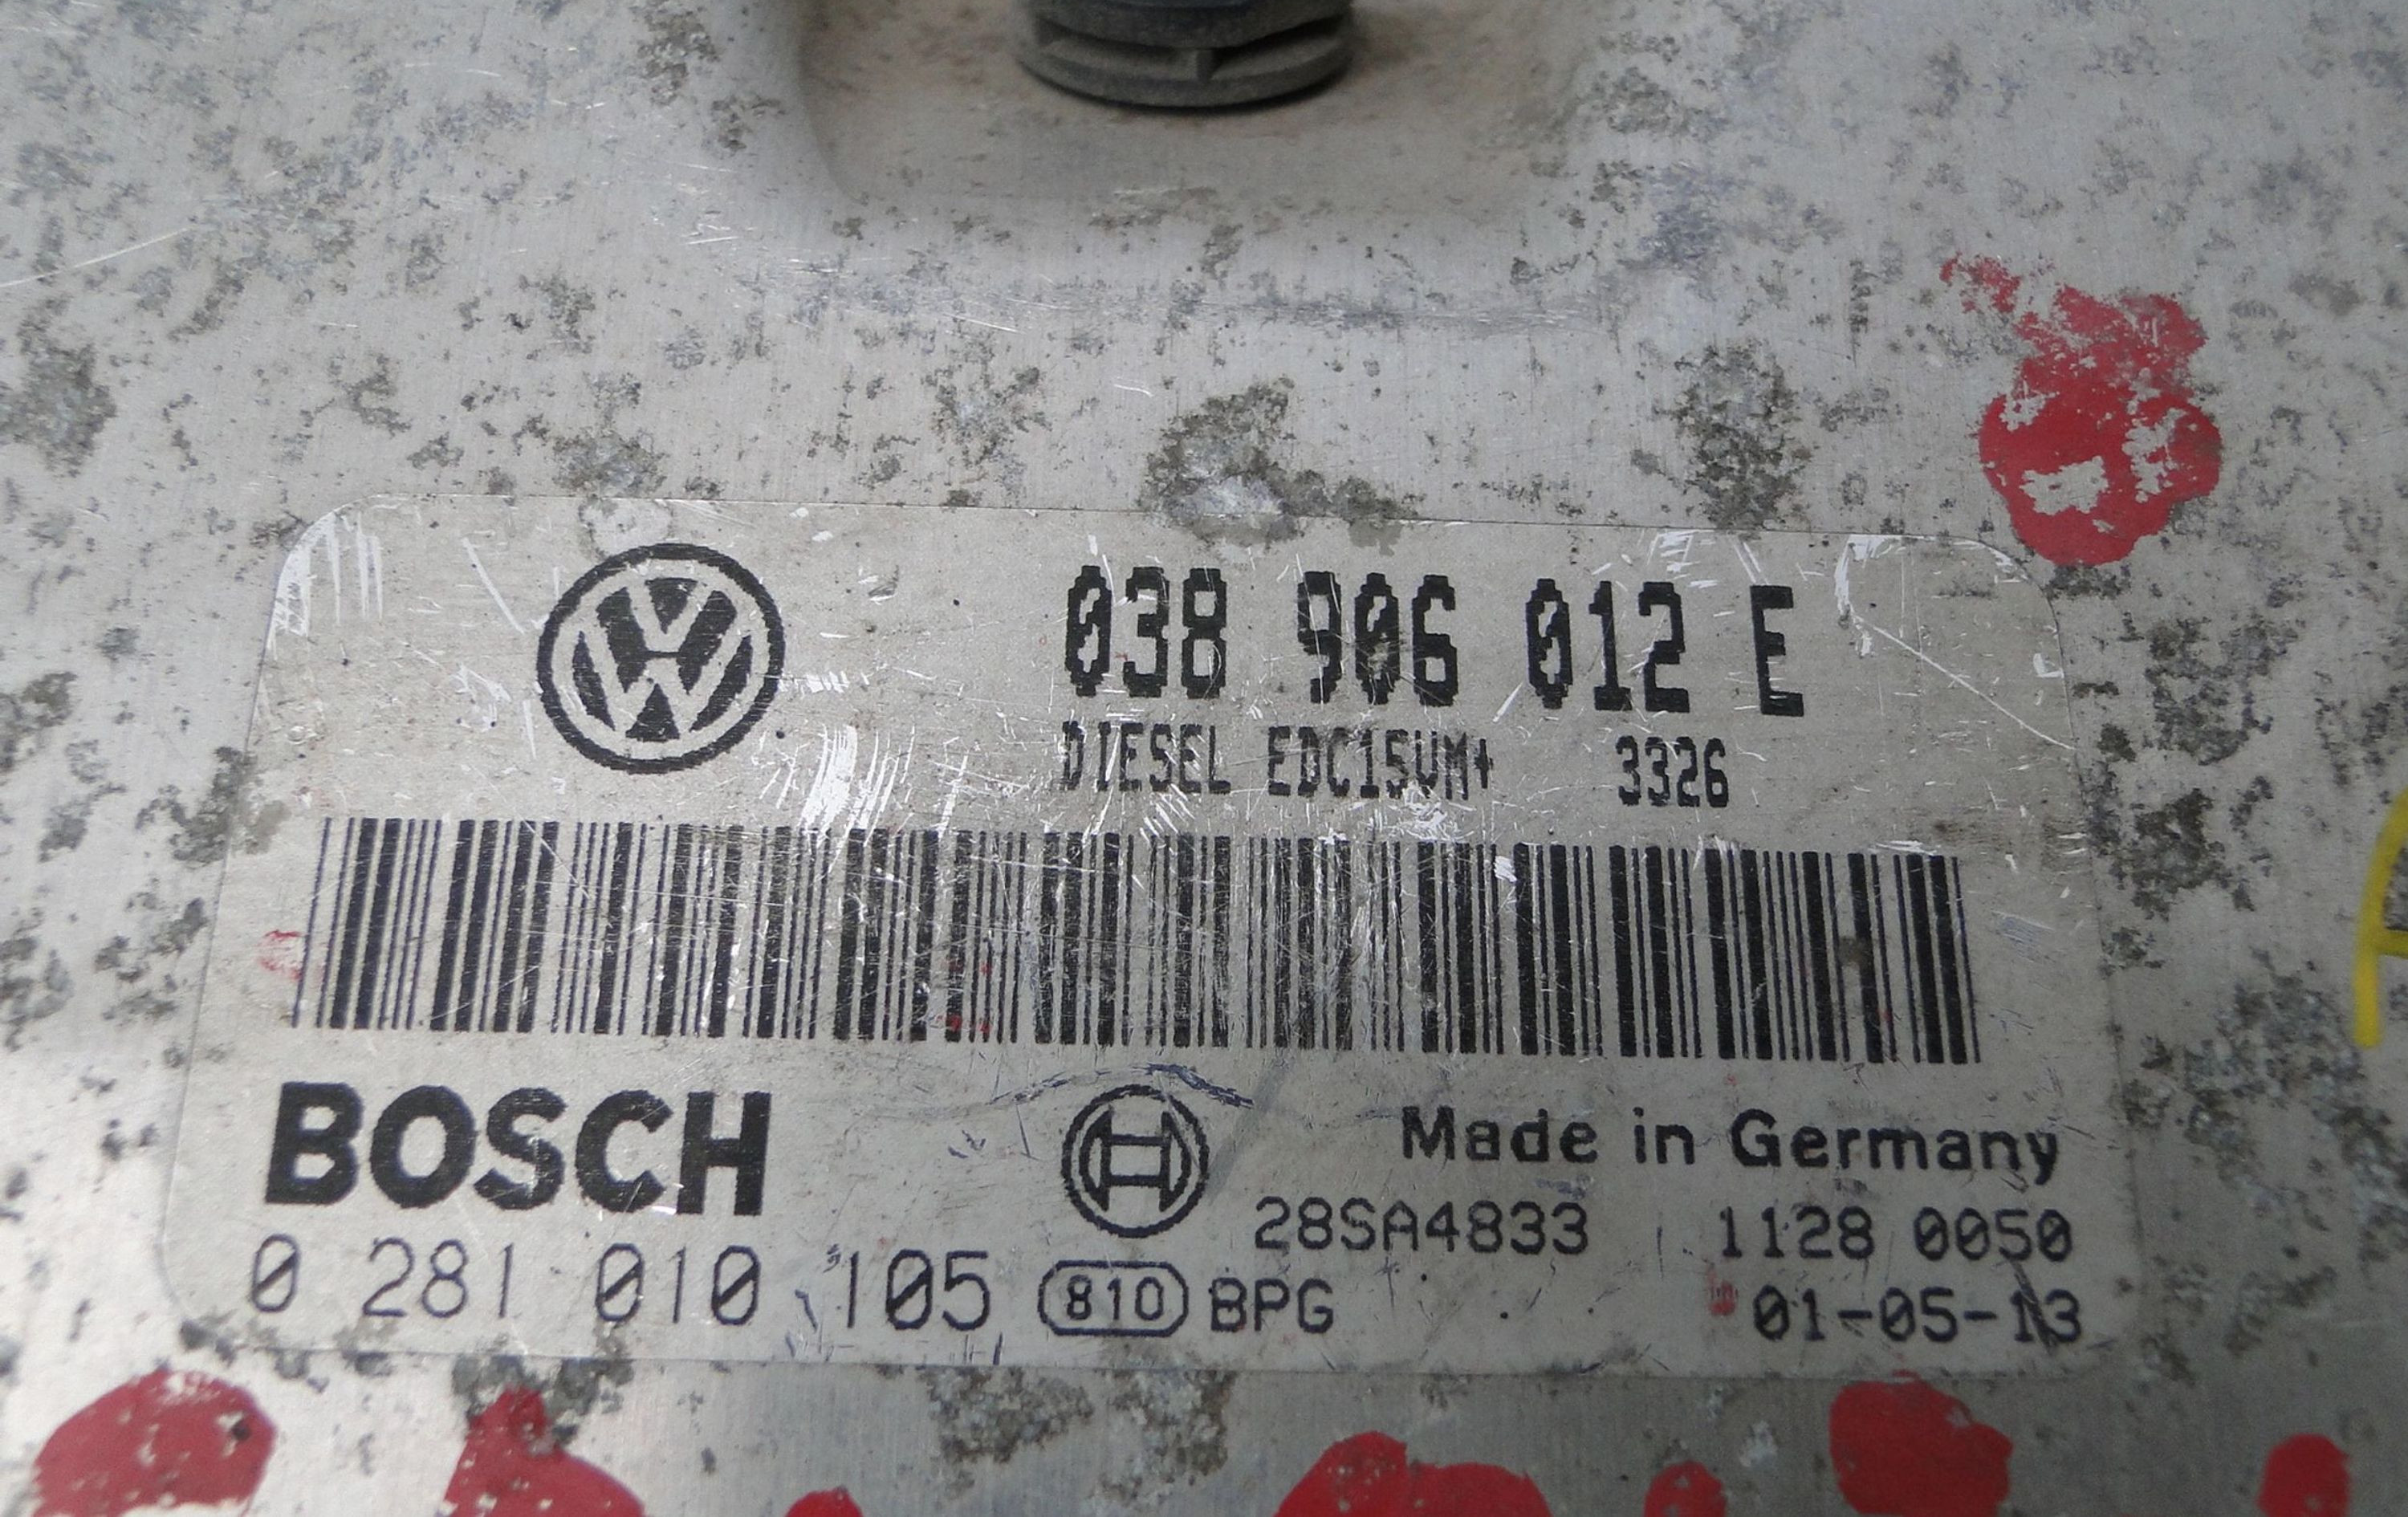 038 906 012 E
DIESEL EDC15VM+ 3326
BOSCH
Made in Germany
28SA4833 1128 0050
0 281 010 105 810 BPG
01-05-13